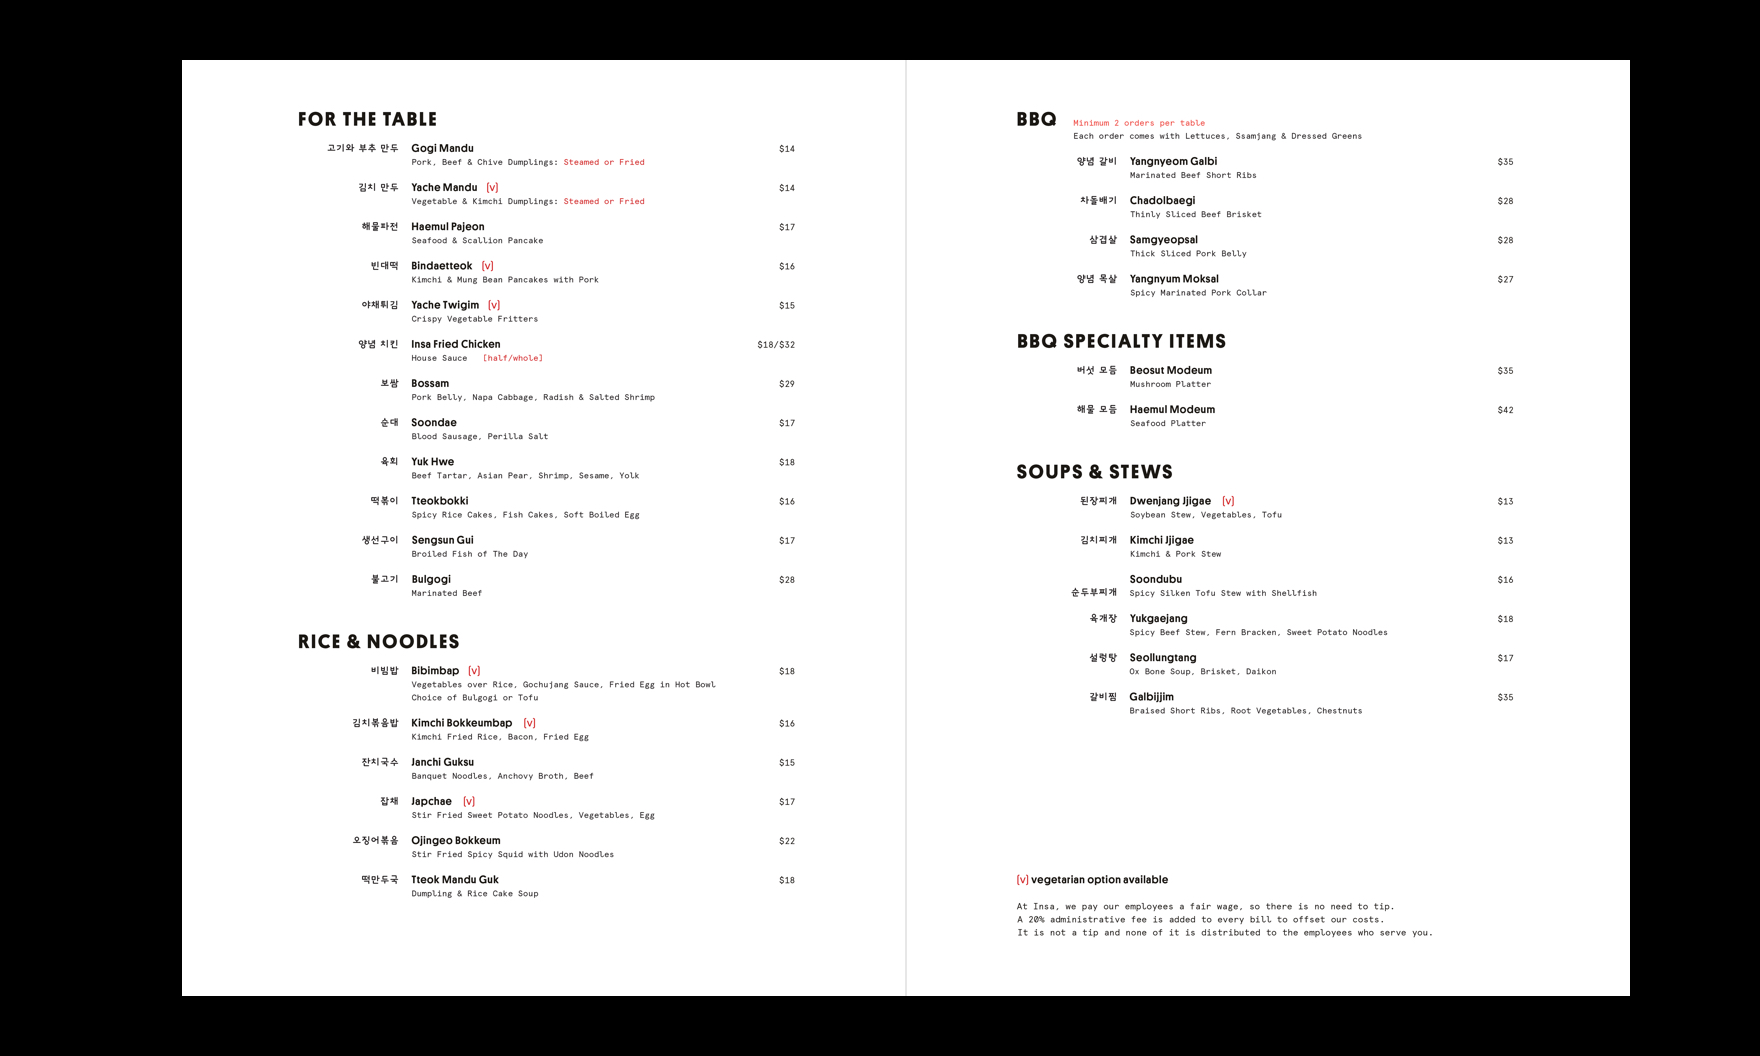 FOR THE TABLE
고기와 부추 만두 Gogi Mandu $14
Pork, Beef & Chive Dumplings: Steamed or Fried
김치 만두 Yache Mandu [v] $14
Vegetable & Kimchi Dumplings: Steamed or Fried
해물파전 Haemul Pajeon $17
Seafood & Scallion Pancake
빈대떡 Bindaetteok [v] $16
Kimchi & Mung Bean Pancakes with Pork
야채튀김 Yache Twigim [v] $15
Crispy Vegetable Fritters
양념 치킨 Insa Fried Chicken $18/$32
House Sauce [half/whole]
보쌈 Bossam $29
Pork Belly, Napa Cabbage, Radish & Salted Shrimp
순대 Soondae $17
Blood Sausage, Perilla Salt
육회 Yuk Hwe $18
Beef Tartar, Asian Pear, Shrimp, Sesame, Yolk
떡볶이 Tteokbokki $16
Spicy Rice Cakes, Fish Cakes, Soft Boiled Egg
생선구이 Sengsun Gui $17
Broiled Fish of The Day
불고기 Bulgogi $28
Marinated Beef
RICE & NOODLES
비빔밥 Bibimbap [v] $18
Vegetables over Rice, Gochujang Sauce, Fried Egg in Hot Bowl
Choice of Bulgogi or Tofu
김치볶음밥 Kimchi Bokkeumbap [v] $16
Kimchi Fried Rice, Bacon, Fried Egg
잔치국수 Janchi Guksu $15
Banquet Noodles, Anchovy Broth, Beef
잡채 Japchae [v] $17
Stir Fried Sweet Potato Noodles, Vegetables, Egg
오징어볶음 Ojingeo Bokkeum $22
Stir Fried Spicy Squid with Udon Noodles
떡만두국 Tteok Mandu Guk $18
Dumpling & Rice Cake Soup
BBQ Minimum 2 orders per table
Each order comes with Lettuces, Ssamjang & Dressed Greens
양념 갈비 Yangnyeom Galbi $35
Marinated Beef Short Ribs
차돌배기 Chadolbaegi $28
Thinly Sliced Beef Brisket
삼겹살 Samgyeopsal $28
Thick Sliced Pork Belly
양념 목살 Yangnyum Moksal $27
Spicy Marinated Pork Collar
BBQ SPECIALTY ITEMS
버섯 모듬 Beosut Modeum $35
Mushroom Platter
해물 모듬 Haemul Modeum $42
Seafood Platter
SOUPS & STEWS
된장찌개 Dwenjang Jjigae [v] $13
Soybean Stew, Vegetables, Tofu
김치찌개 Kimchi Jjigae $13
Kimchi & Pork Stew
Soondubu $16
순두부찌개 Spicy Silken Tofu Stew with Shellfish
육개장 Yukgaejang $18
Spicy Beef Stew, Fern Bracken, Sweet Potato Noodles
설렁탕 Seollungtang $17
Ox Bone Soup, Brisket, Daikon
갈비찜 Galbijjim $35
Braised Short Ribs, Root Vegetables, Chestnuts
[v] vegetarian option available
At Insa, we pay our employees a fair wage, so there is no need to tip.
A 20% administrative fee is added to every bill to offset our costs.
It is not a tip and none of it is distributed to the employees who serve you.